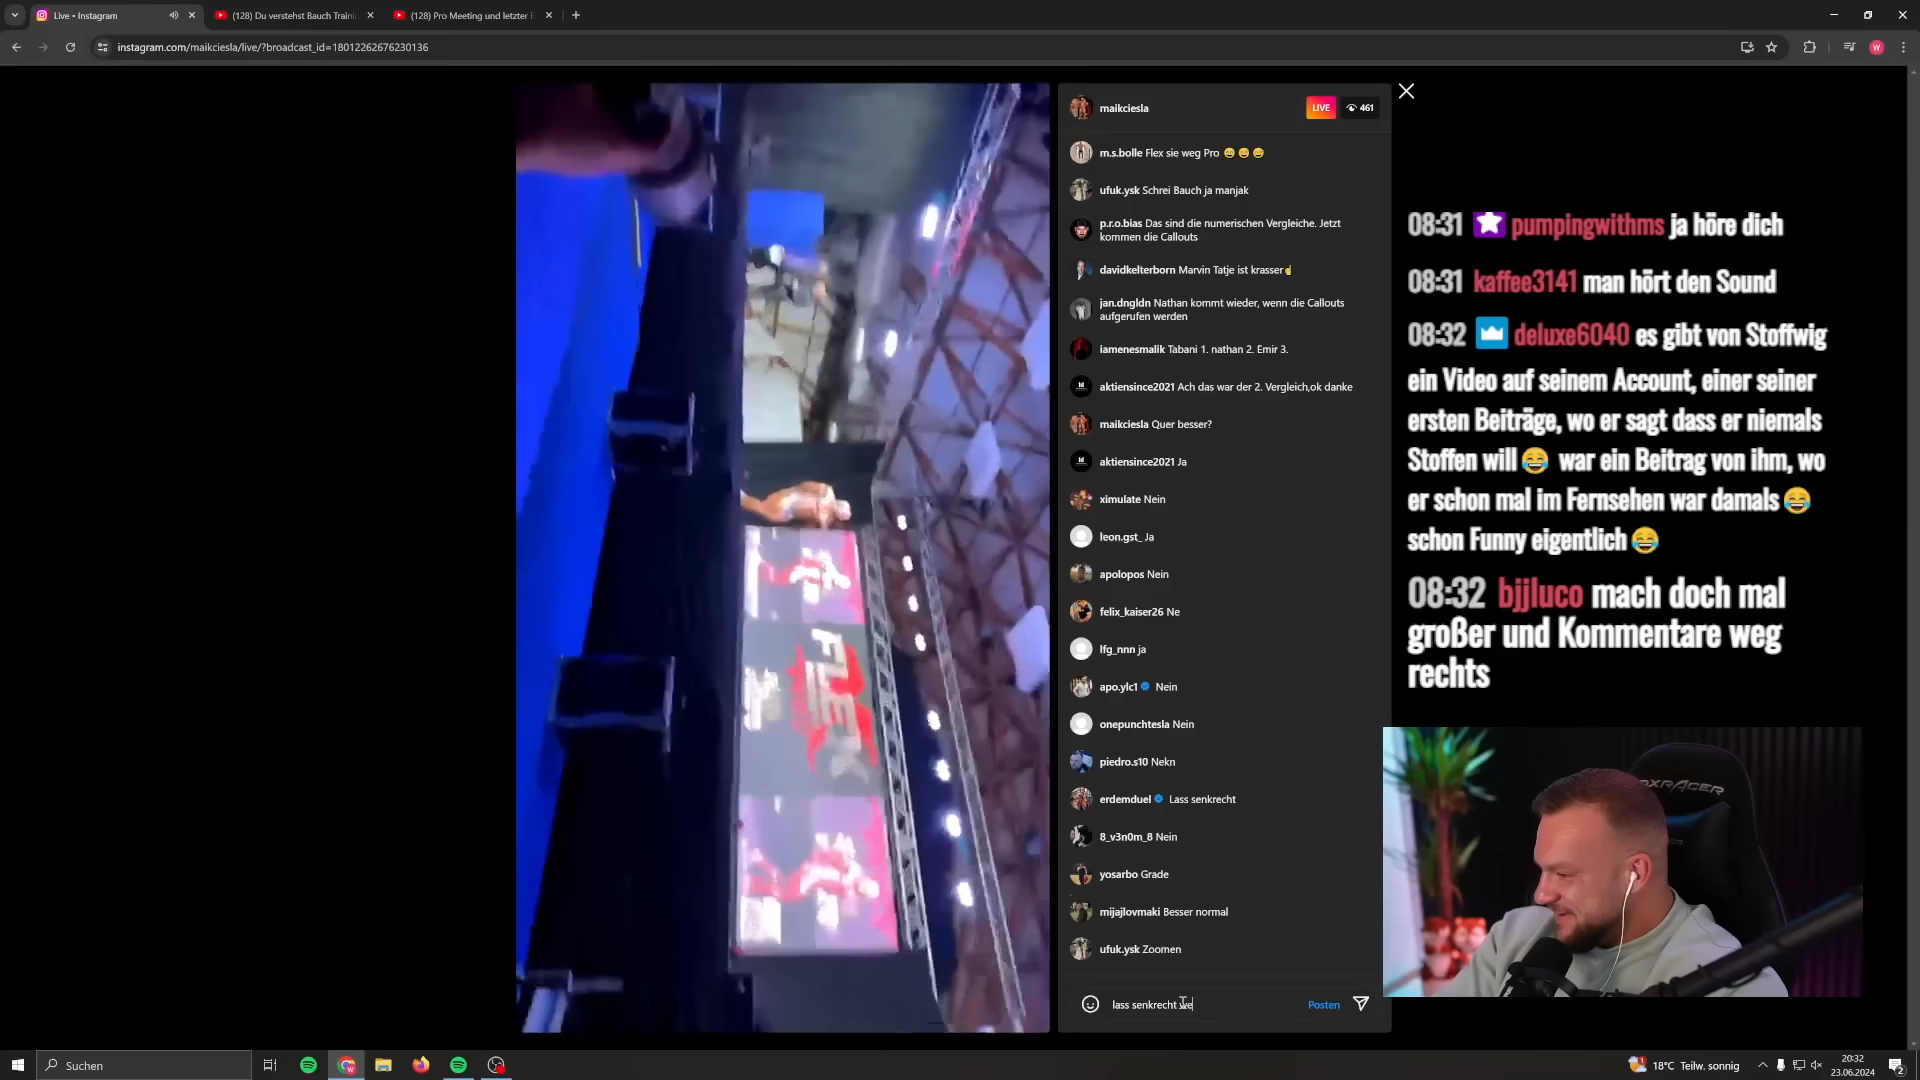 Live • Instagram
(128) Du verstehst Bauch Traini
(128) Pro Meeting und letzter
instagram.com/maikciesla/live/?broadcast_id=18012262676230136
W
maikciesla
LIVE
461
m.s.bolle Flex sie weg Pro 😄 😄 😄
ufuk.ysk Schrei Bauch ja manjak
p.r.o.bias Das sind die numerischen Vergleiche. Jetzt
kommen die Callouts
davidkelterborn Marvin Tatje ist krasser☝
jan.dngldn Nathan kommt wieder, wenn die Callouts
aufgerufen werden
iamenesmalik Tabani 1. nathan 2. Emir 3.
aktiensince2021 Ach das war der 2. Vergleich,ok danke
maikciesla Quer besser?
aktiensince2021 Ja
ximulate Nein
leon.gst_ Ja
apolopos Nein
felix_kaiser26 Ne
lfg_nnn ja
apo.ylc1 Nein
onepunchtesla Nein
piedro.s10 Nekn
erdemduel Lass senkrecht
8_v3n0m_8 Nein
yosarbo Grade
mijajlovmaki Besser normal
ufuk.ysk Zoomen
lass senkrecht
Posten
08:31 pumpingwithms ja höre dich
08:31 kaffee3141 man hört den Sound
08:32 deluxe6040 es gibt von Stoffwig
ein Video auf seinem Account, einer seiner
ersten Beiträge, wo er sagt dass er niemals
Stoffen will 😂 war ein Beitrag von ihm, wo
er schon mal im Fernsehen war damals 😂
schon Funny eigentlich 😂
08:32 bjjluco mach doch mal
großer und Kommentare weg
rechts
FLEX
Suchen
18°C Teilw. sonnig
20:32
23.06.2024
2